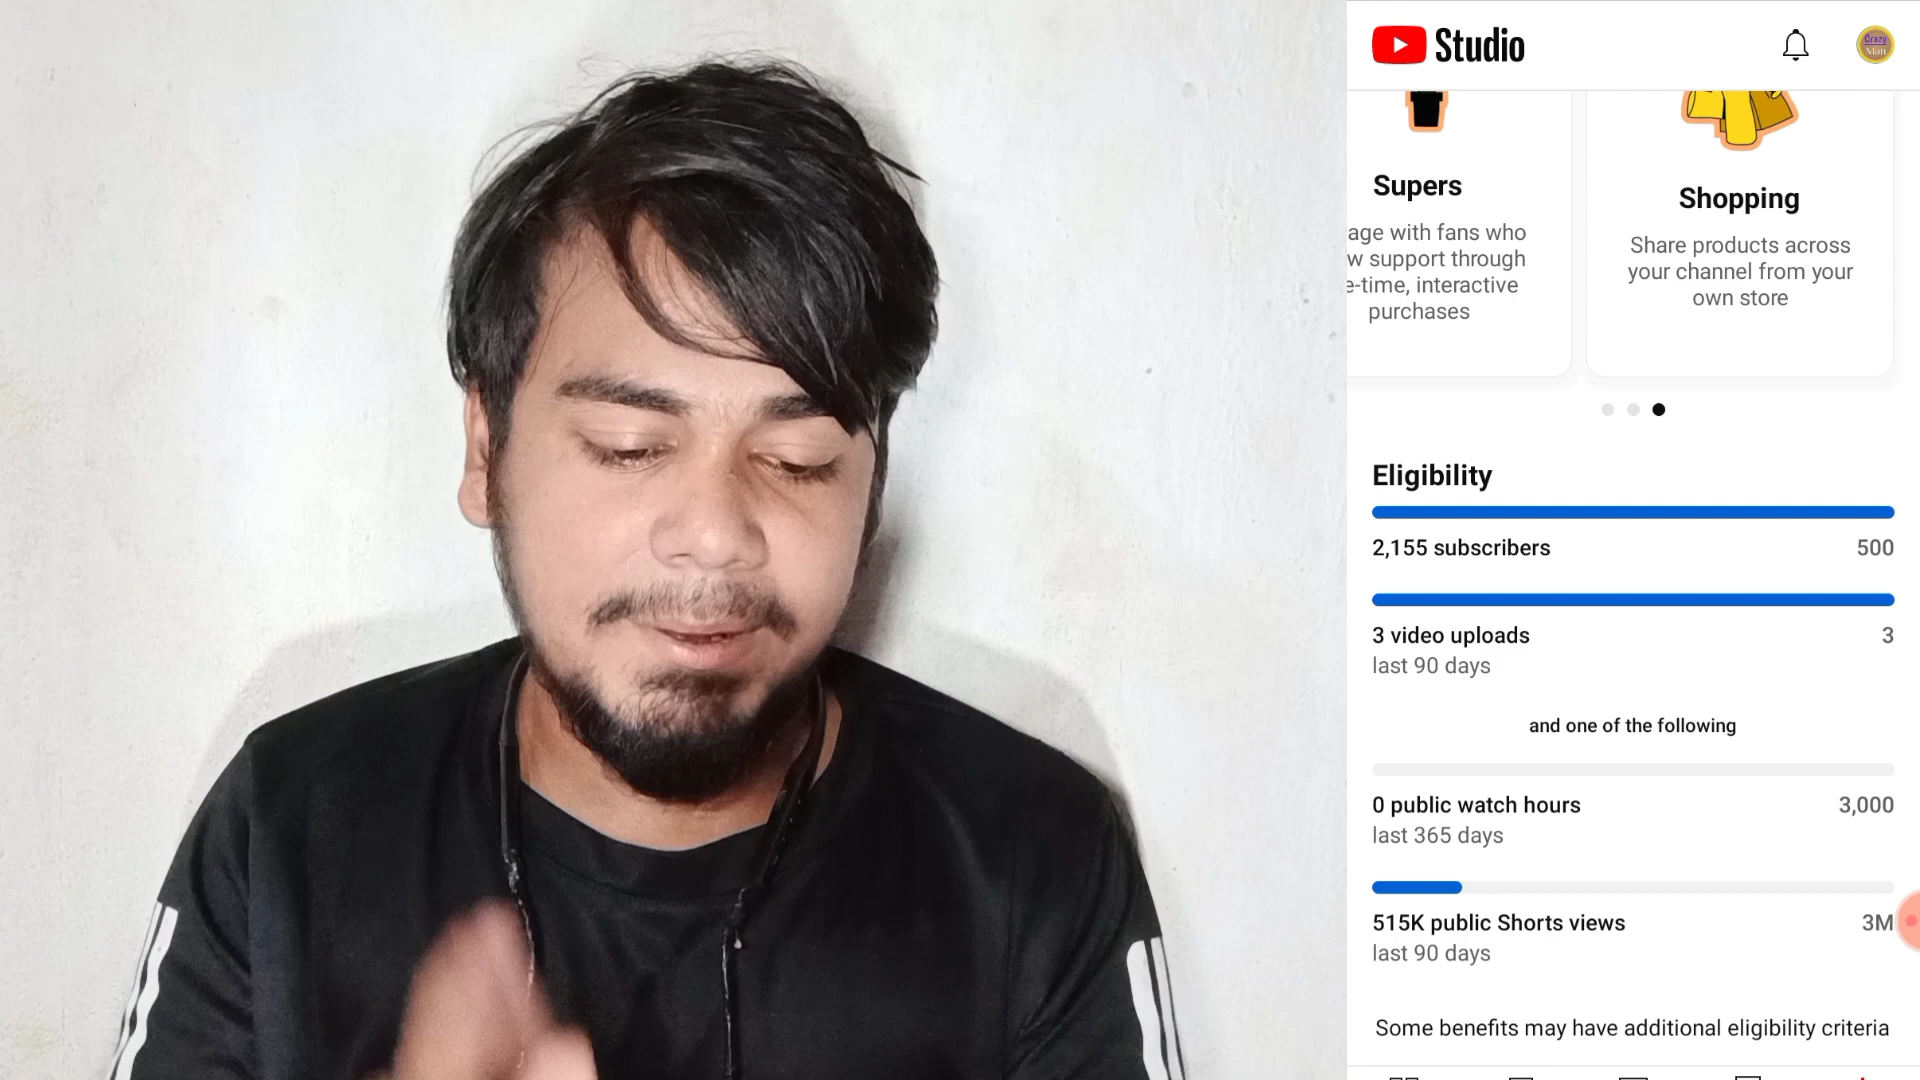 Studio
Crazy
Man
Supers
age with fans who
w support through
e-time, interactive
purchases
Shopping
Share products across
your channel from your
own store
Eligibility
2,155 subscribers 500
3 video uploads 3
last 90 days
and one of the following
0 public watch hours 3,000
last 365 days
515K public Shorts views 3M
last 90 days
Some benefits may have additional eligibility criteria